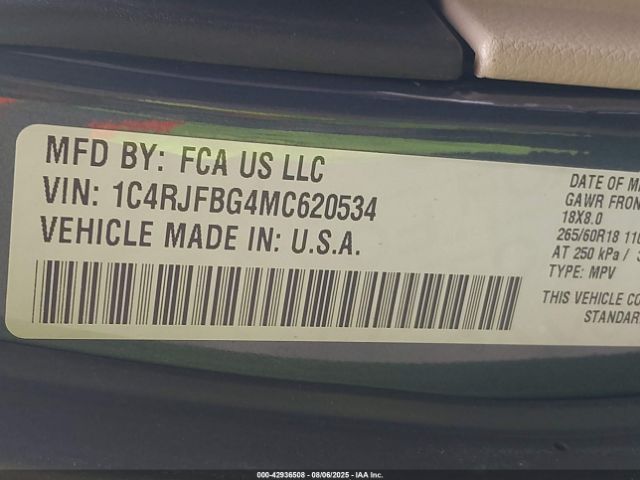 MFD BY: FCA US LLC
VIN: 1C4RJFBG4MC620534
VEHICLE MADE IN: U.S.A.
DATE OF
GAWR FRON
18X8.0
265/60R18
AT 250 kPa /
TYPE: MPV
THIS VEHICLE CO
STANDAR
000-42936508 - 08/06/2025 - IAA Inc.